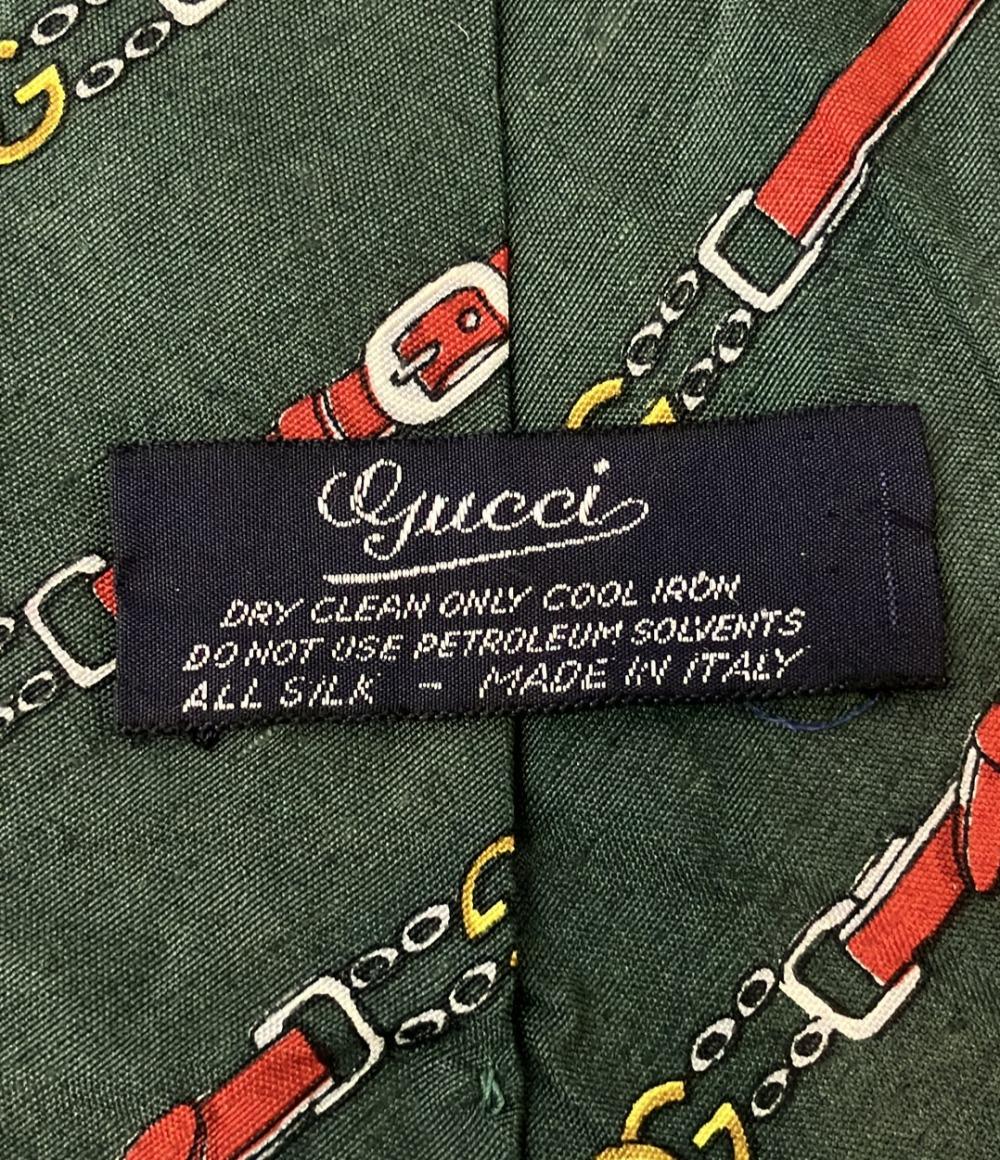 Gucci
DRY CLEAN ONLY COOL IRON
DO NOT USE PETROLEUM SOLVENTS
ALL SILK - MADE IN ITALY